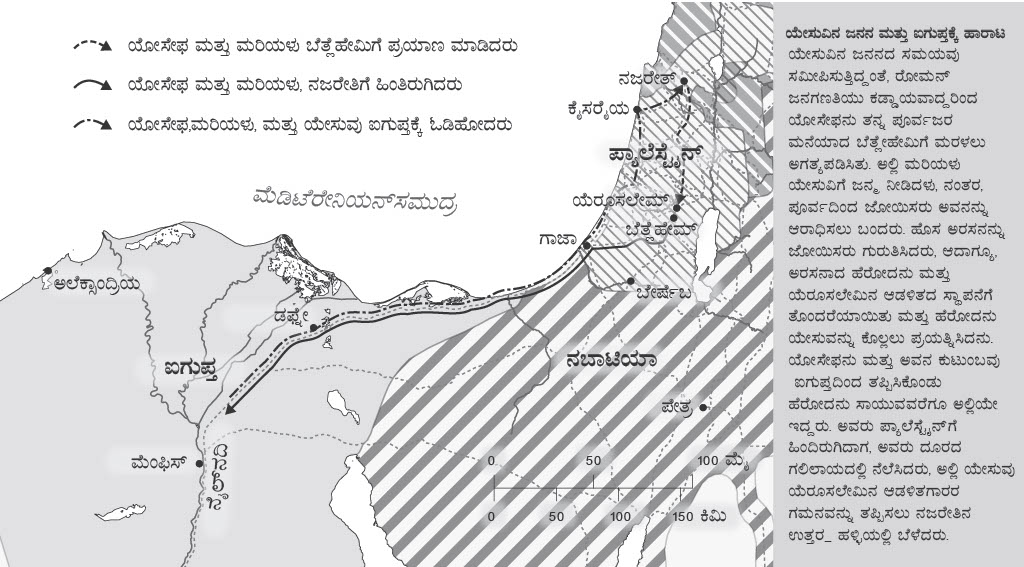 ಯೋಸೇಫ ಮತ್ತು ಮರಿಯಳು ಬೆತ್ಲೆಹೇಮಿಗೆ ಪ್ರಯಾಣ ಮಾಡಿದರು
ಯೋಸೇಫ ಮತ್ತು ಮರಿಯಳು, ನಜರೇತಿಗೆ ಹಿಂತಿರುಗಿದರು
ಯೋಸೇಫ,ಮರಿಯಳು, ಮತ್ತು ಯೇಸುವು ಐಗುಪ್ತಕ್ಕೆ ಓಡಿಹೋದರು
ನಜರೇತ್
ಕೈಸರೈಯ
ಪ್ಯಾಲೆಸ್ಟೈನ್
ಮೆಡಿಟೆರೇನಿಯನ್‌ಸಮುದ್ರ
ಯೆರೂಸಲೇಮ್
ಬೆತ್ಲೆಹೇಮ್
ಗಾಜಾ
ಅಲೆಕ್ಸಾಂದ್ರಿಯ
ಬೇರ್ಷೆಬ
ಡಫ್ನೇ
ಐಗುಪ್ತ
ನಬಾಟಿಯಾ
ಪೇತ್ರ
ಮೆಂಫಿಸ್
ನೈಲ್ನದಿ
0 50 100 ಮೈ
0 50 100 150 ಕಿಮಿ
ಯೇಸುವಿನ ಜನನ ಮತ್ತು ಐಗುಪ್ತಕ್ಕೆ ಹಾರಾಟ
ಯೇಸುವಿನ ಜನನದ ಸಮಯವು
ಸಮೀಪಿಸುತ್ತಿದ್ದಂತೆ, ರೋಮನ್
ಜನಗಣತಿಯು ಕಡ್ಡಾಯವಾದ್ದರಿಂದ
ಯೋಸೇಫನು ತನ್ನ ಪೂರ್ವಜರ
ಮನೆಯಾದ ಬೆತ್ಲೇಹೇಮಿಗೆ ಮರಳಲು
ಅಗತ್ಯಪಡಿಸಿತು. ಅಲ್ಲಿ ಮರಿಯಳು
ಯೇಸುವಿಗೆ ಜನ್ಮ ನೀಡಿದಳು, ನಂತರ,
ಪೂರ್ವದಿಂದ ಜೋಯಿಸರು ಅವನನ್ನು
ಆರಾಧಿಸಲು ಬಂದರು. ಹೊಸ ಅರಸನನ್ನು
ಜೋಯಿಸರು ಗುರುತಿಸಿದರು, ಆದಾಗ್ಯೂ,
ಅರಸನಾದ ಹೆರೋದನು ಮತ್ತು
ಯೆರೂಸಲೇಮಿನ ಆಡಳಿತದ ಸ್ಥಾಪನೆಗೆ
ತೊಂದರೆಯಾಯಿತು ಮತ್ತು ಹೆರೋದನು
ಯೇಸುವನ್ನು ಕೊಲ್ಲಲು ಪ್ರಯತ್ನಿಸಿದನು.
ಯೋಸೇಫನು ಮತ್ತು ಅವನ ಕುಟುಂಬವು
ಐಗುಪ್ತದಿಂದ ತಪ್ಪಿಸಿಕೊಂಡು
ಹೆರೋದನು ಸಾಯುವವರೆಗೂ ಅಲ್ಲಿಯೇ
ಇದ್ದರು. ಅವರು ಪ್ಯಾಲೆಸ್ಟೈನ್‌ಗೆ
ಹಿಂದಿರುಗಿದಾಗ, ಅವರು ದೂರದ
ಗಲಿಲಾಯದಲ್ಲಿ ನೆಲೆಸಿದರು, ಅಲ್ಲಿ ಯೇಸುವು
ಯೆರೂಸಲೇಮಿನ ಆಡಳಿತಗಾರರ
ಗಮನವನ್ನು ತಪ್ಪಿಸಲು ನಜರೇತಿನ
ಉತ್ತರ_ ಹಳ್ಳಿಯಲ್ಲಿ ಬೆಳೆದರು.